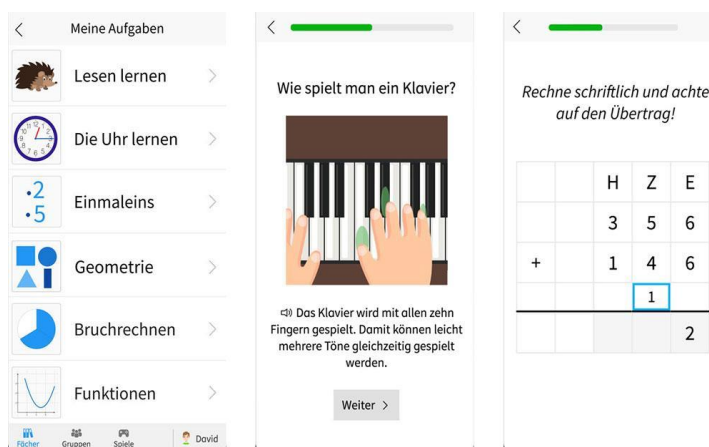 Meine Aufgaben
Lesen lernen
Die Uhr lernen
·2
·5
Einmaleins
Geometrie
Bruchrechnen
Funktionen
Fächer
Gruppen
Spiele
David
Wie spielt man ein Klavier?
Das Klavier wird mit allen zehn
Fingern gespielt. Damit können leicht
mehrere Töne gleichzeitig gespielt
werden.
Weiter >
Rechne schriftlich und achte
auf den Übertrag!
H Z E
3 5 6
+ 1 4 6
1
2